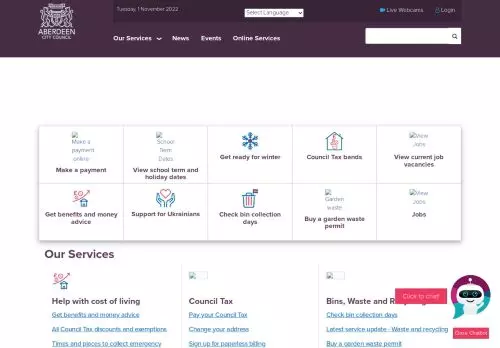 Tuesday, 1 November 2022
Select Language
Live Webcams
Login
ABERDEEN
CITY COUNCIL
Our Services
News
Events
Online Services
Make a payment online
School Term Dates
View Jobs
Make a payment
View school term and holiday dates
Get ready for winter
Council Tax bands
View current job vacancies
Garden waste
View Jobs
Get benefits and money advice
Support for Ukrainians
Check bin collection days
Buy a garden waste permit
Jobs
Our Services
Help with cost of living
Council Tax
Bins, Waste and Recycling
Click to chat!
Get benefits and money advice
Pay your Council Tax
Check bin collection days
All Council Tax discounts and exemptions
Change your address
Latest service update - Waste and recycling
Close Chatbot
Times and places to collect emergency
Sign up for paperless billing
Buy a garden waste permit